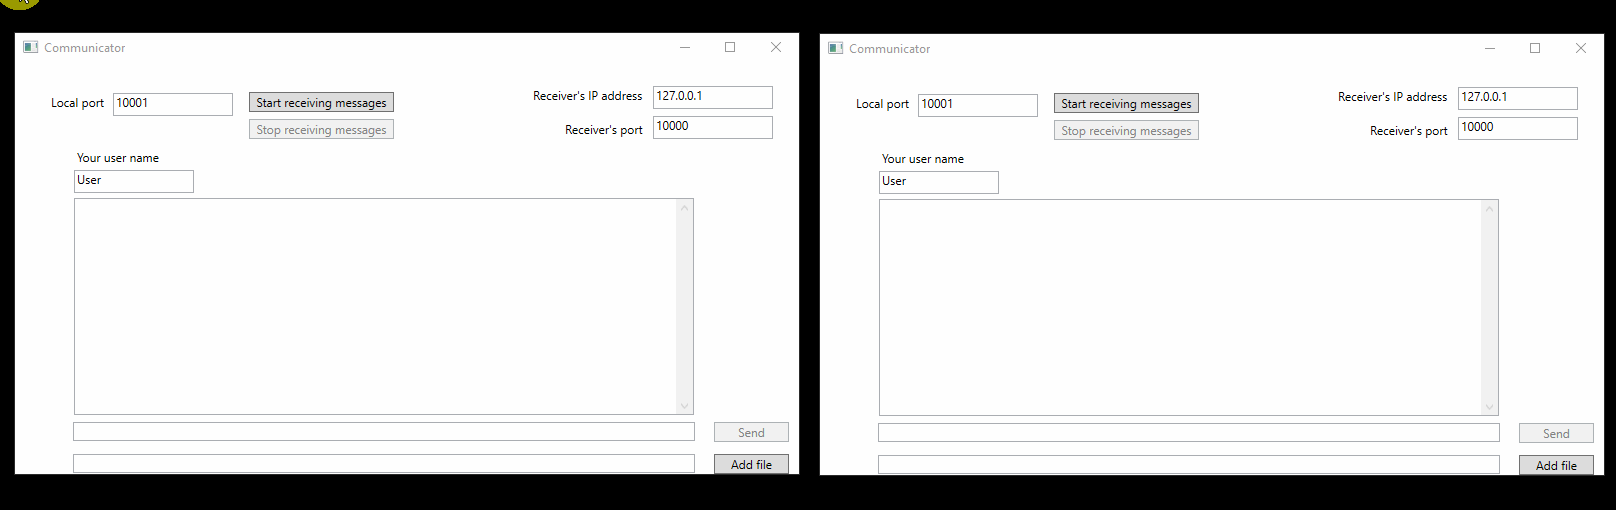 Communicator
Local port 10001 Start receiving messages Receiver's IP address 127.0.0.1
Stop receiving messages Receiver's port 10000
Your user name
User
Send
Add file
Communicator
Local port 10001 Start receiving messages Receiver's IP address 127.0.0.1
Stop receiving messages Receiver's port 10000
Your user name
User
Send
Add file